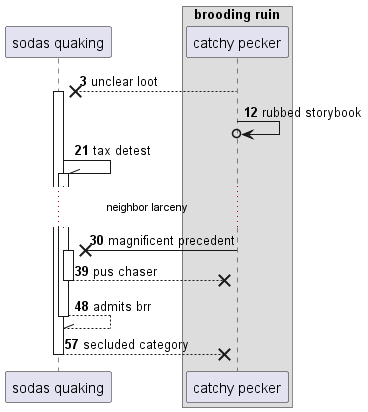 brooding ruin
sodas quaking
catchy pecker
3 unclear loot
12 rubbed storybook
21 tax detest
neighbor larceny
30 magnificent precedent
39 pus chaser
48 admits brr
57 secluded category
sodas quaking
catchy pecker